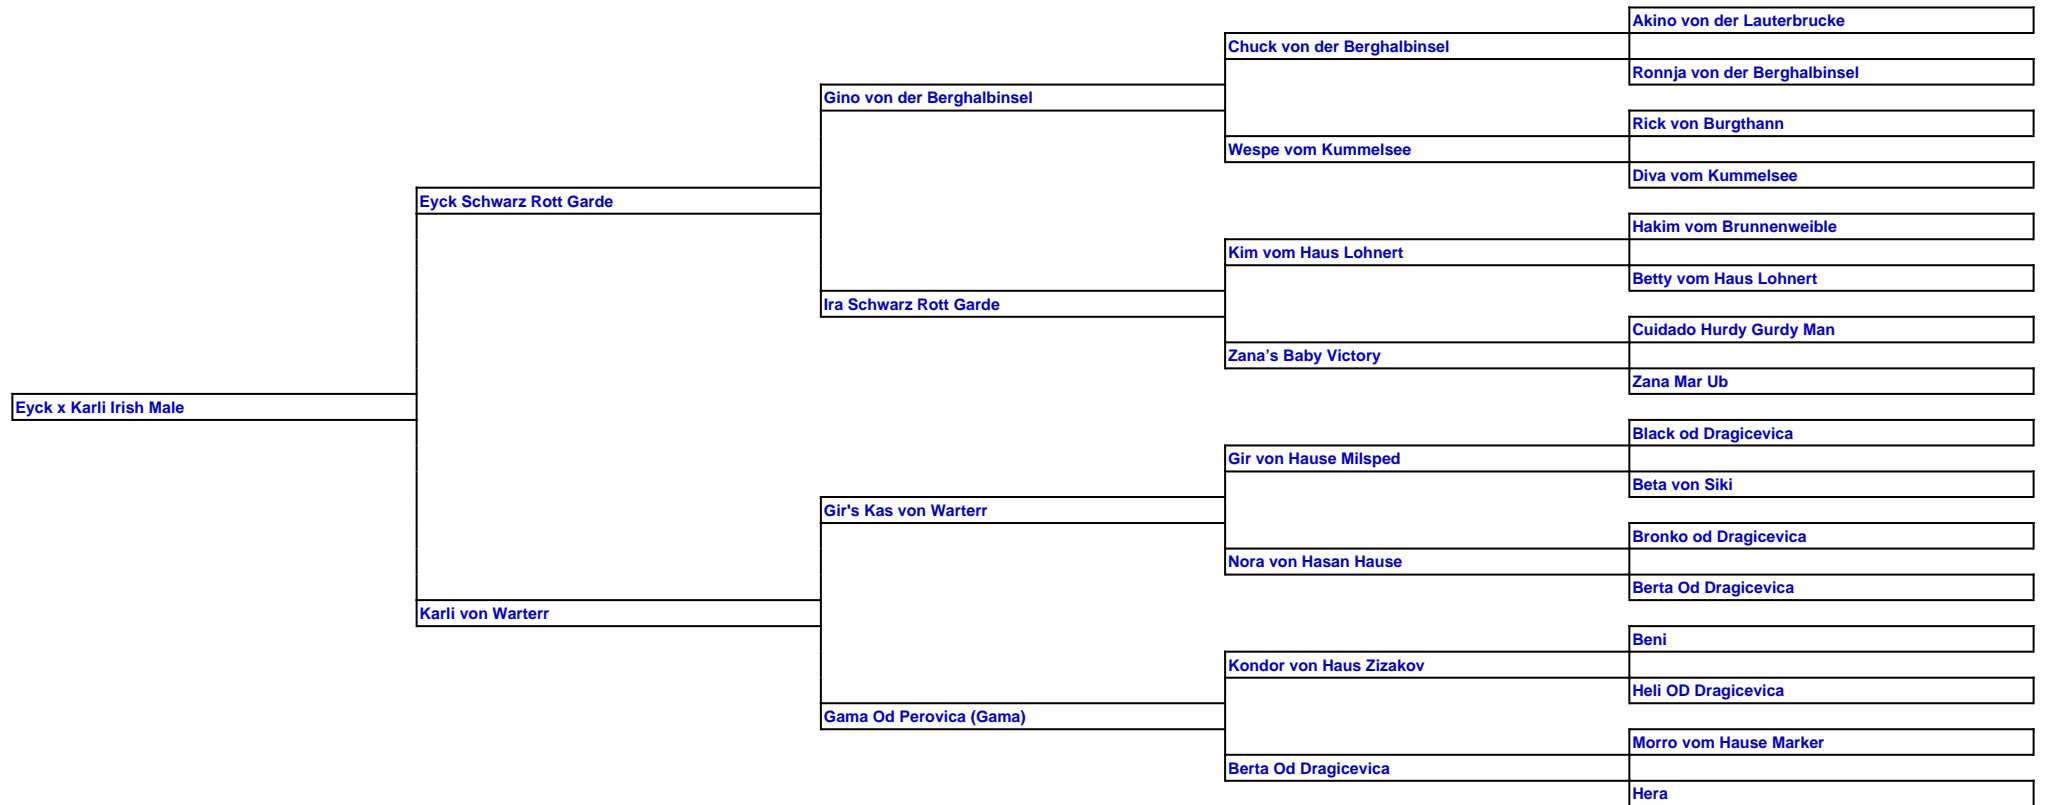 Akino von der Lauterbrucke
Chuck von der Berghalbinsel
Ronnja von der Berghalbinsel
Gino von der Berghalbinsel
Rick von Burgthann
Wespe vom Kummelsee
Diva vom Kummelsee
Eyck Schwarz Rott Garde
Hakim vom Brunnenweible
Kim vom Haus Lohnert
Betty vom Haus Lohnert
Ira Schwarz Rott Garde
Cuidado Hurdy Gurdy Man
Zana’s Baby Victory
Zana Mar Ub
Eyck x Karli Irish Male
Black od Dragicevica
Gir von Hause Milsped
Beta von Siki
Gir's Kas von Warterr
Bronko od Dragicevica
Nora von Hasan Hause
Berta Od Dragicevica
Karli von Warterr
Beni
Kondor von Haus Zizakov
Heli OD Dragicevica
Gama Od Perovica (Gama)
Morro vom Hause Marker
Berta Od Dragicevica
Hera